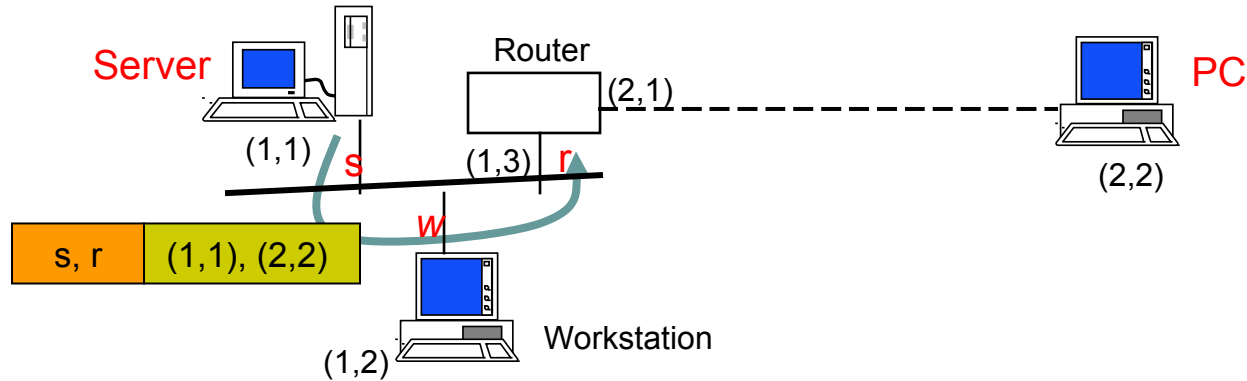 Router
Server
PC
(2,1)
(1,1)
s
(1,3)
r
(2,2)
w
s, r
(1,1), (2,2)
Workstation
(1,2)